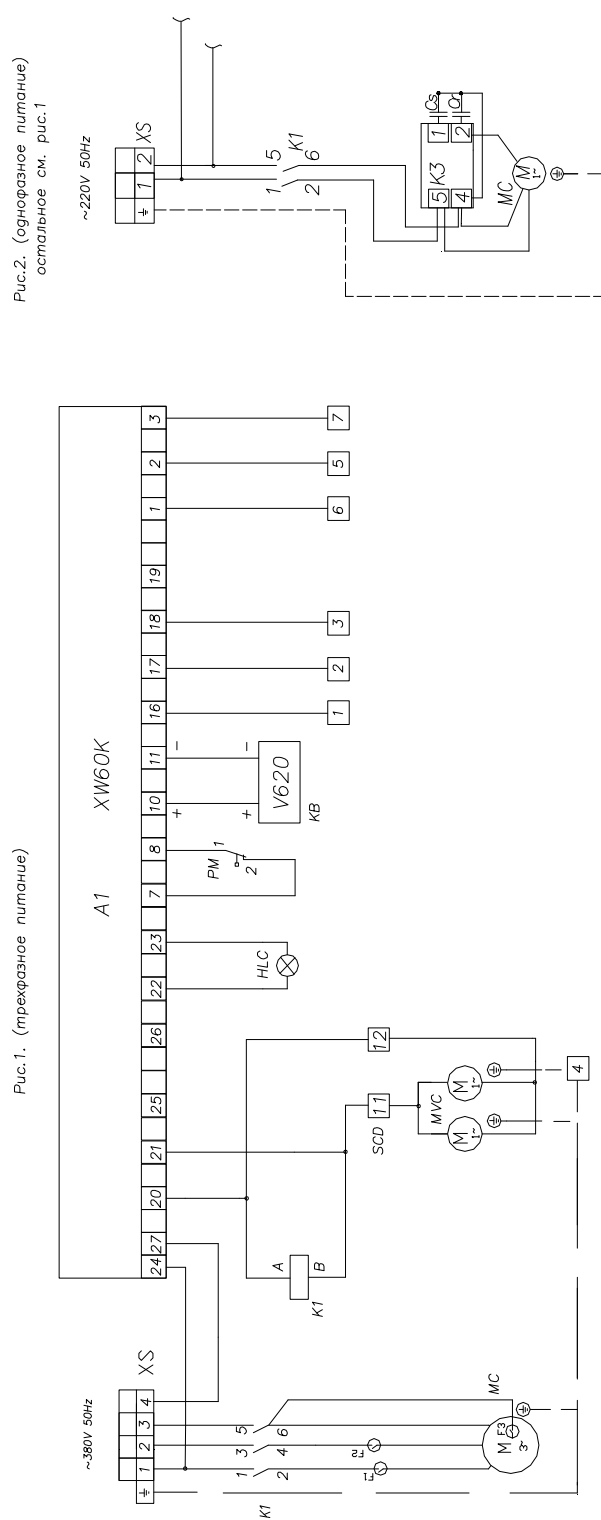 Рис.1. (трехфазное питание)
A1
XW60K
24
27
20
21
25
26
22
23
7
8
10
11
16
17
18
19
1
2
3
~380V 50Hz
XS
1
2
3
4
K1
1
3
5
2
4
6
F1
F2
M
F3
3~
MC
A
B
K1
SCD
11
12
MVC
M
1~
M
1~
4
HLC
PM
1
2
+
-
+
-
V620
KB
1
2
3
6
5
7
Рис.2. (однофазное питание)
остальное см. рис.1
~220V 50Hz
XS
1
2
1
5
K1
2
6
K3
5
4
1
2
Cs
Cr
MC
M
1~